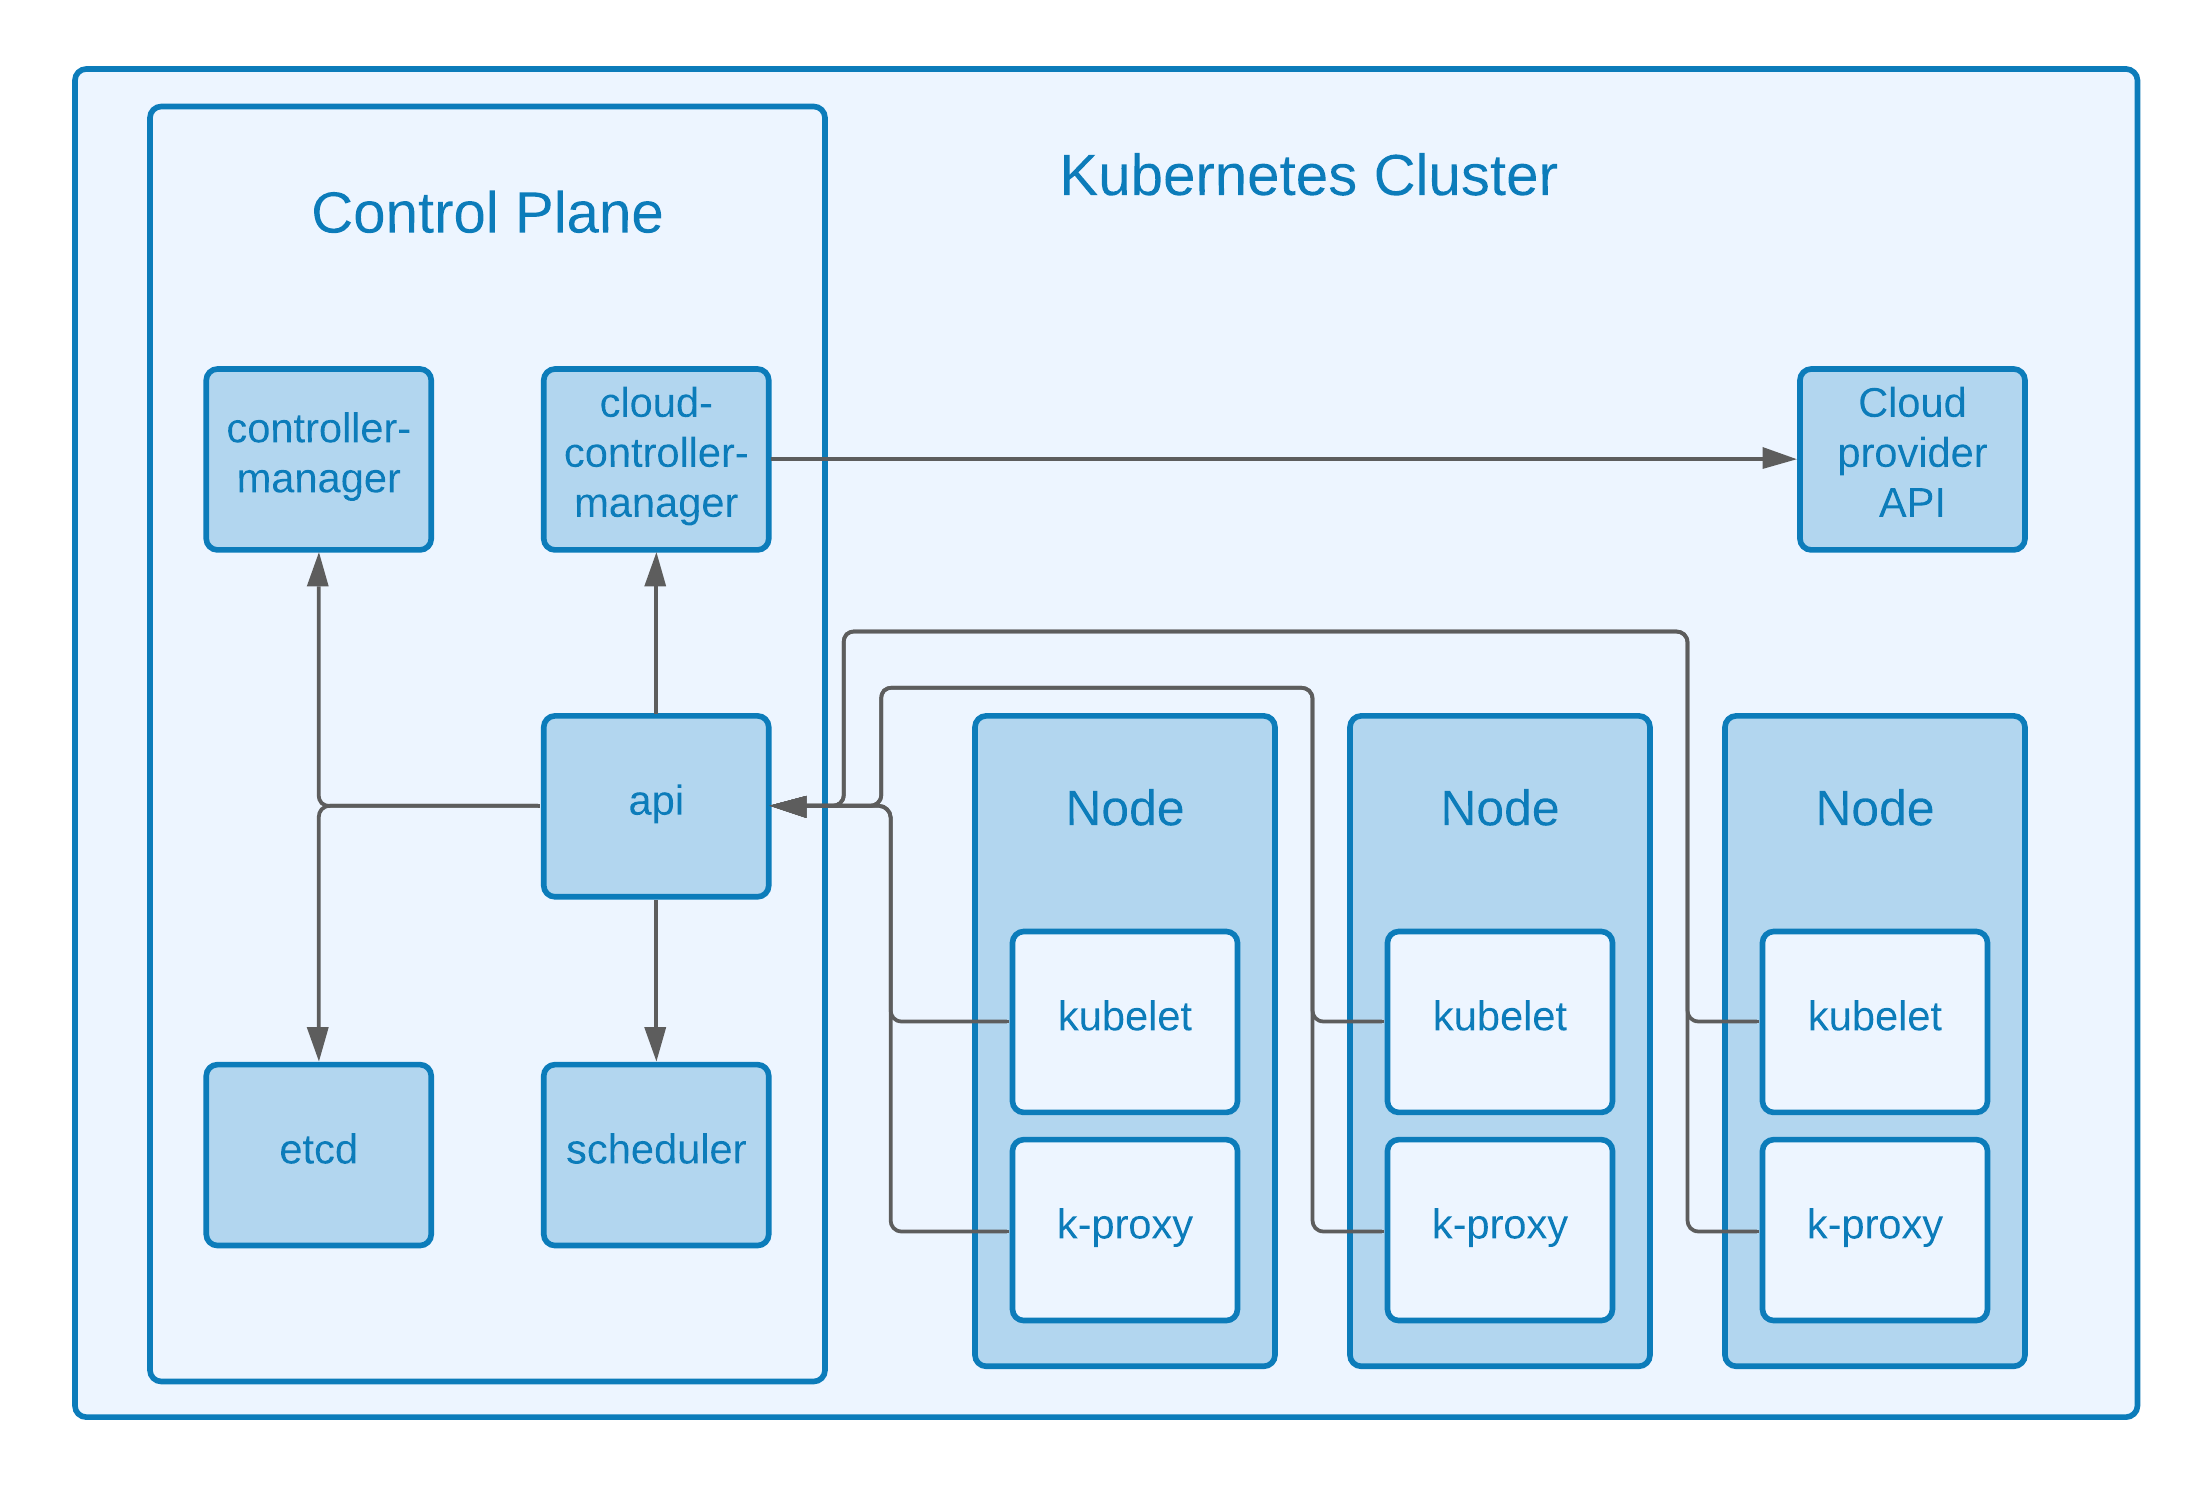 Kubernetes Cluster
Control Plane
controller-
manager
cloud-
controller-
manager
Cloud
provider
API
api
etcd
scheduler
Node
kubelet
k-proxy
Node
kubelet
k-proxy
Node
kubelet
k-proxy